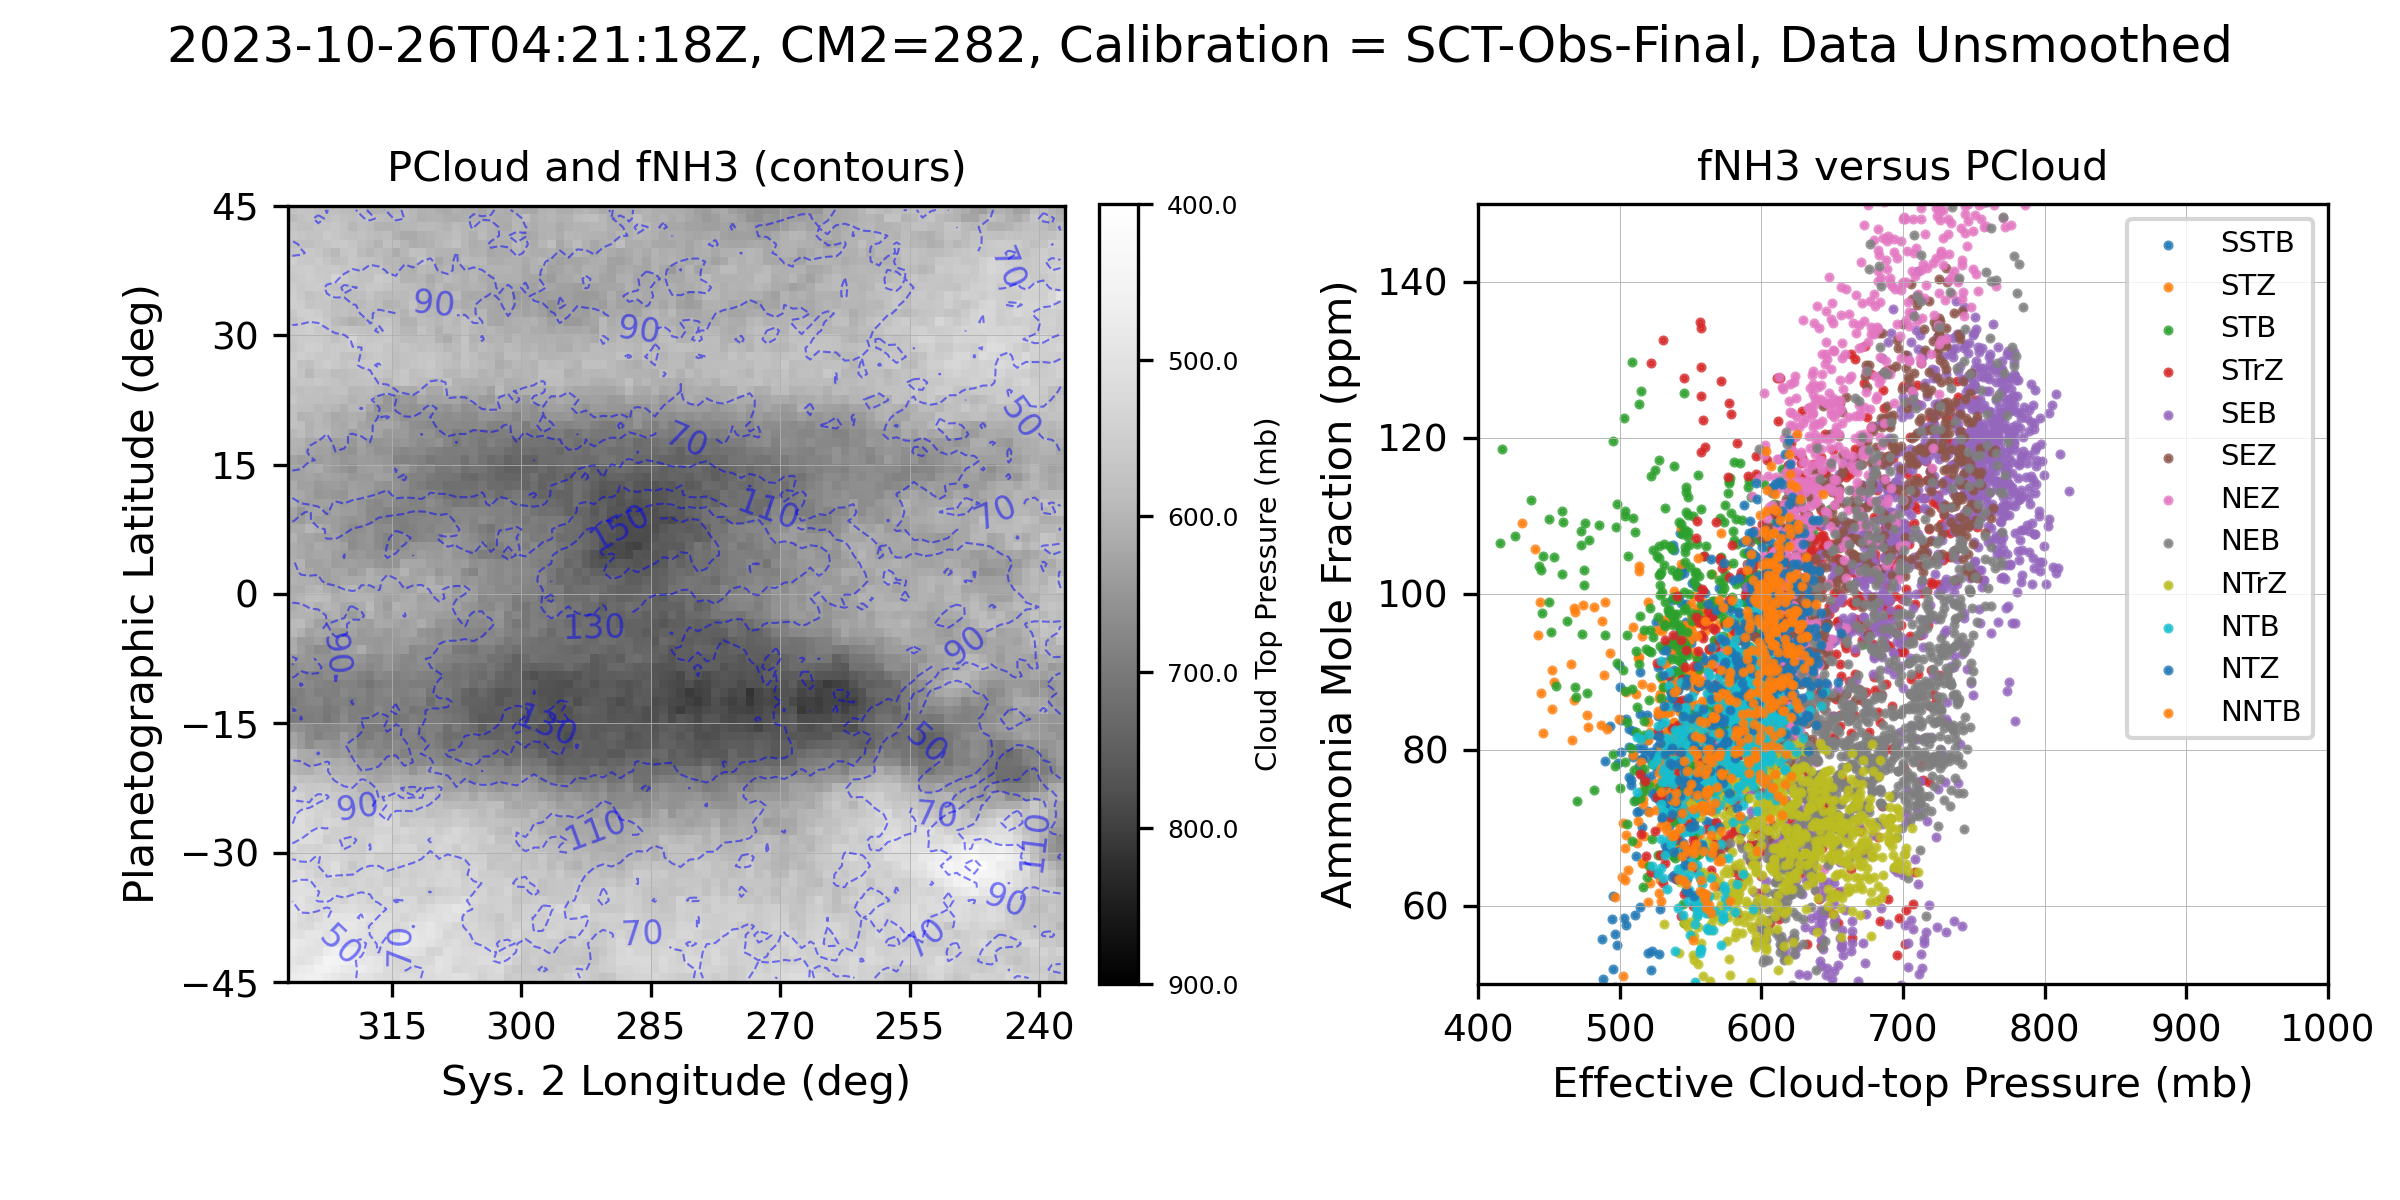 2023-10-26T04:21:18Z, CM2=282, Calibration = SCT-Obs-Final, Data Unsmoothed
PCloud and fNH3 (contours)
Planetographic Latitude (deg)
45
30
15
0
−15
−30
−45
315
300
285
270
255
240
Sys. 2 Longitude (deg)
70
90
90
50
70
110
70
150
130
90
90
130
50
90
70
110
110
90
70
50
70
70
400.0
500.0
600.0
700.0
800.0
900.0
Cloud Top Pressure (mb)
fNH3 versus PCloud
Ammonia Mole Fraction (ppm)
140
120
100
80
60
400
500
600
700
800
900
1000
Effective Cloud-top Pressure (mb)
SSTB
STZ
STB
STrZ
SEB
SEZ
NEZ
NEB
NTrZ
NTB
NTZ
NNTB